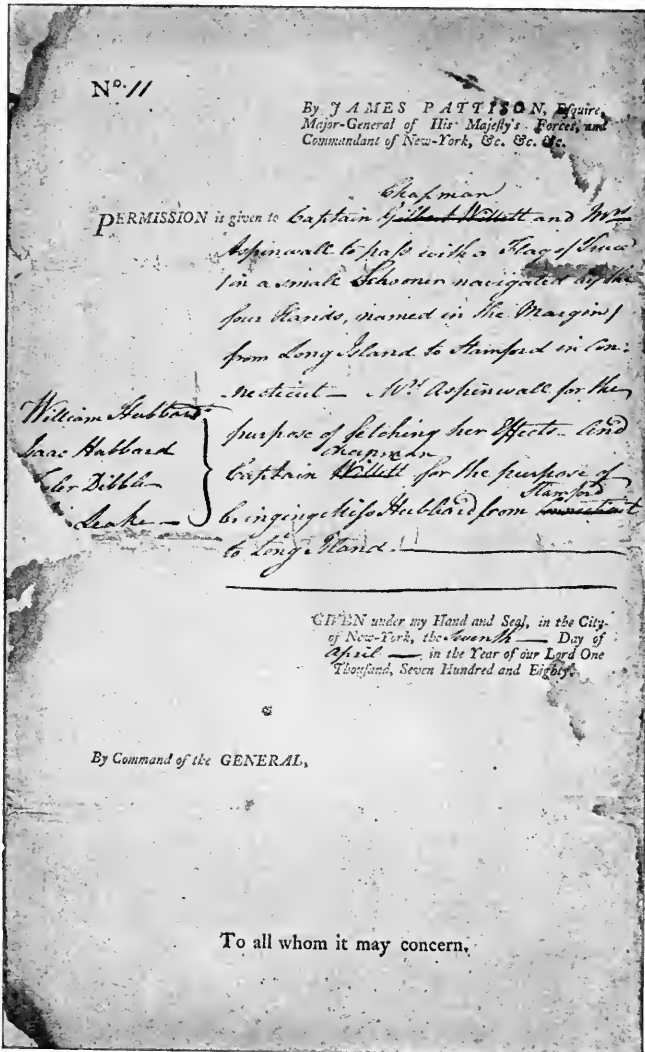 No. 11
By JAMES PATTISON, Esquire,
Major-General of His Majesty's Forces, and
Commandant of New-York, &c. &c. &c.
Chapman
PERMISSION is given to Captain Gilbert Willett and Mrs
Aspinwall to pass with a Flag of Truce
(in a small Schooner navigated by the
four Hands, named in the Margin)
from Long Island to Stamford in Con:
necticut — Mrs Aspinwall for the
William Hubbard
purpose of fetching her Effects — And
Isaac Hubbard
Chapman
Captain Willett for the purpose of
Dibble
Stamford
bringing Miss Hubbard from Connecticut
Leake —
to Long Island.
GIVEN under my Hand and Seal, in the City
of New-York, the Seventh — Day of
April — in the Year of our Lord One
Thousand, Seven Hundred and Eighty.
By Command of the GENERAL,
To all whom it may concern.